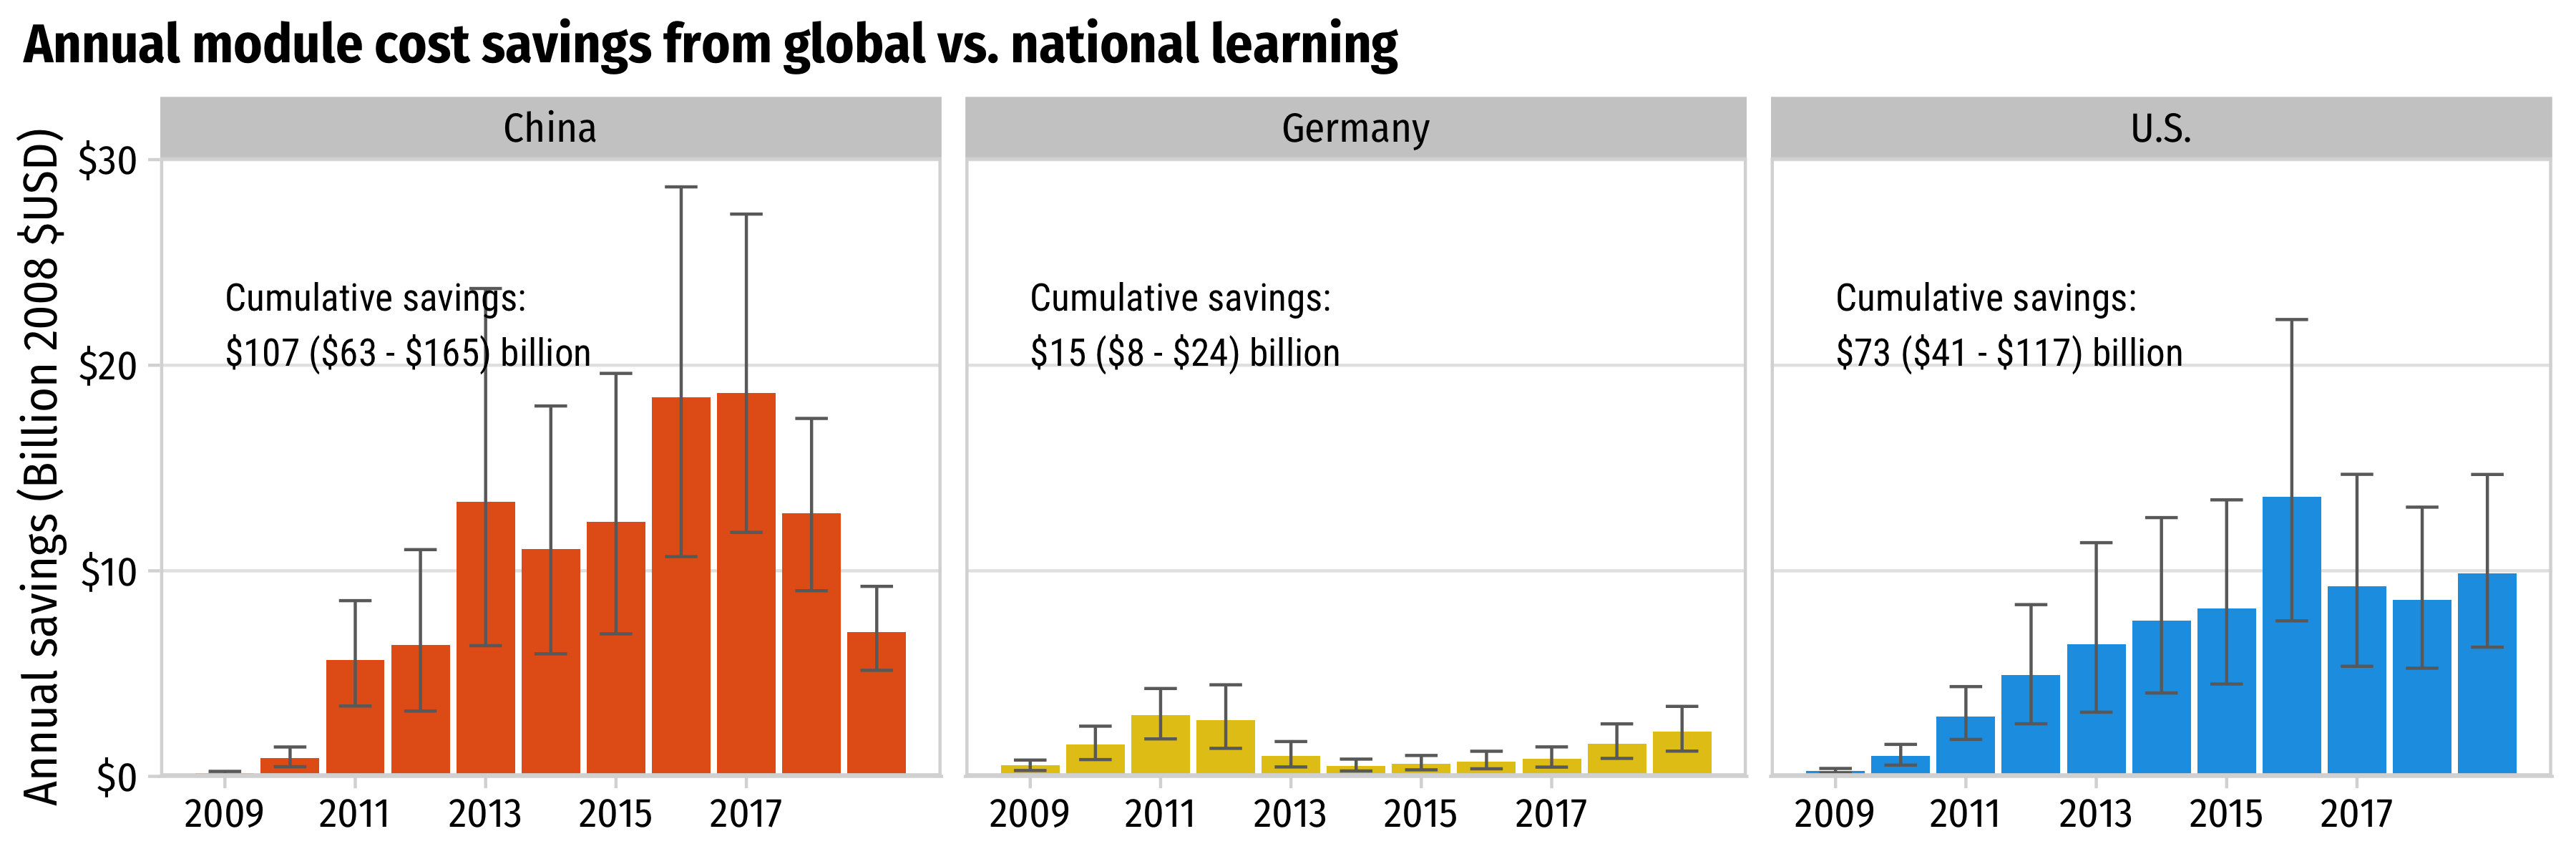 Annual module cost savings from global vs. national learning
China
Germany
U.S.
Annual savings (Billion 2008 $USD)
$30
$20
$10
$0
Cumulative savings:
$107 ($63 - $165) billion
Cumulative savings:
$15 ($8 - $24) billion
Cumulative savings:
$73 ($41 - $117) billion
2009 2011 2013 2015 2017
2009 2011 2013 2015 2017
2009 2011 2013 2015 2017